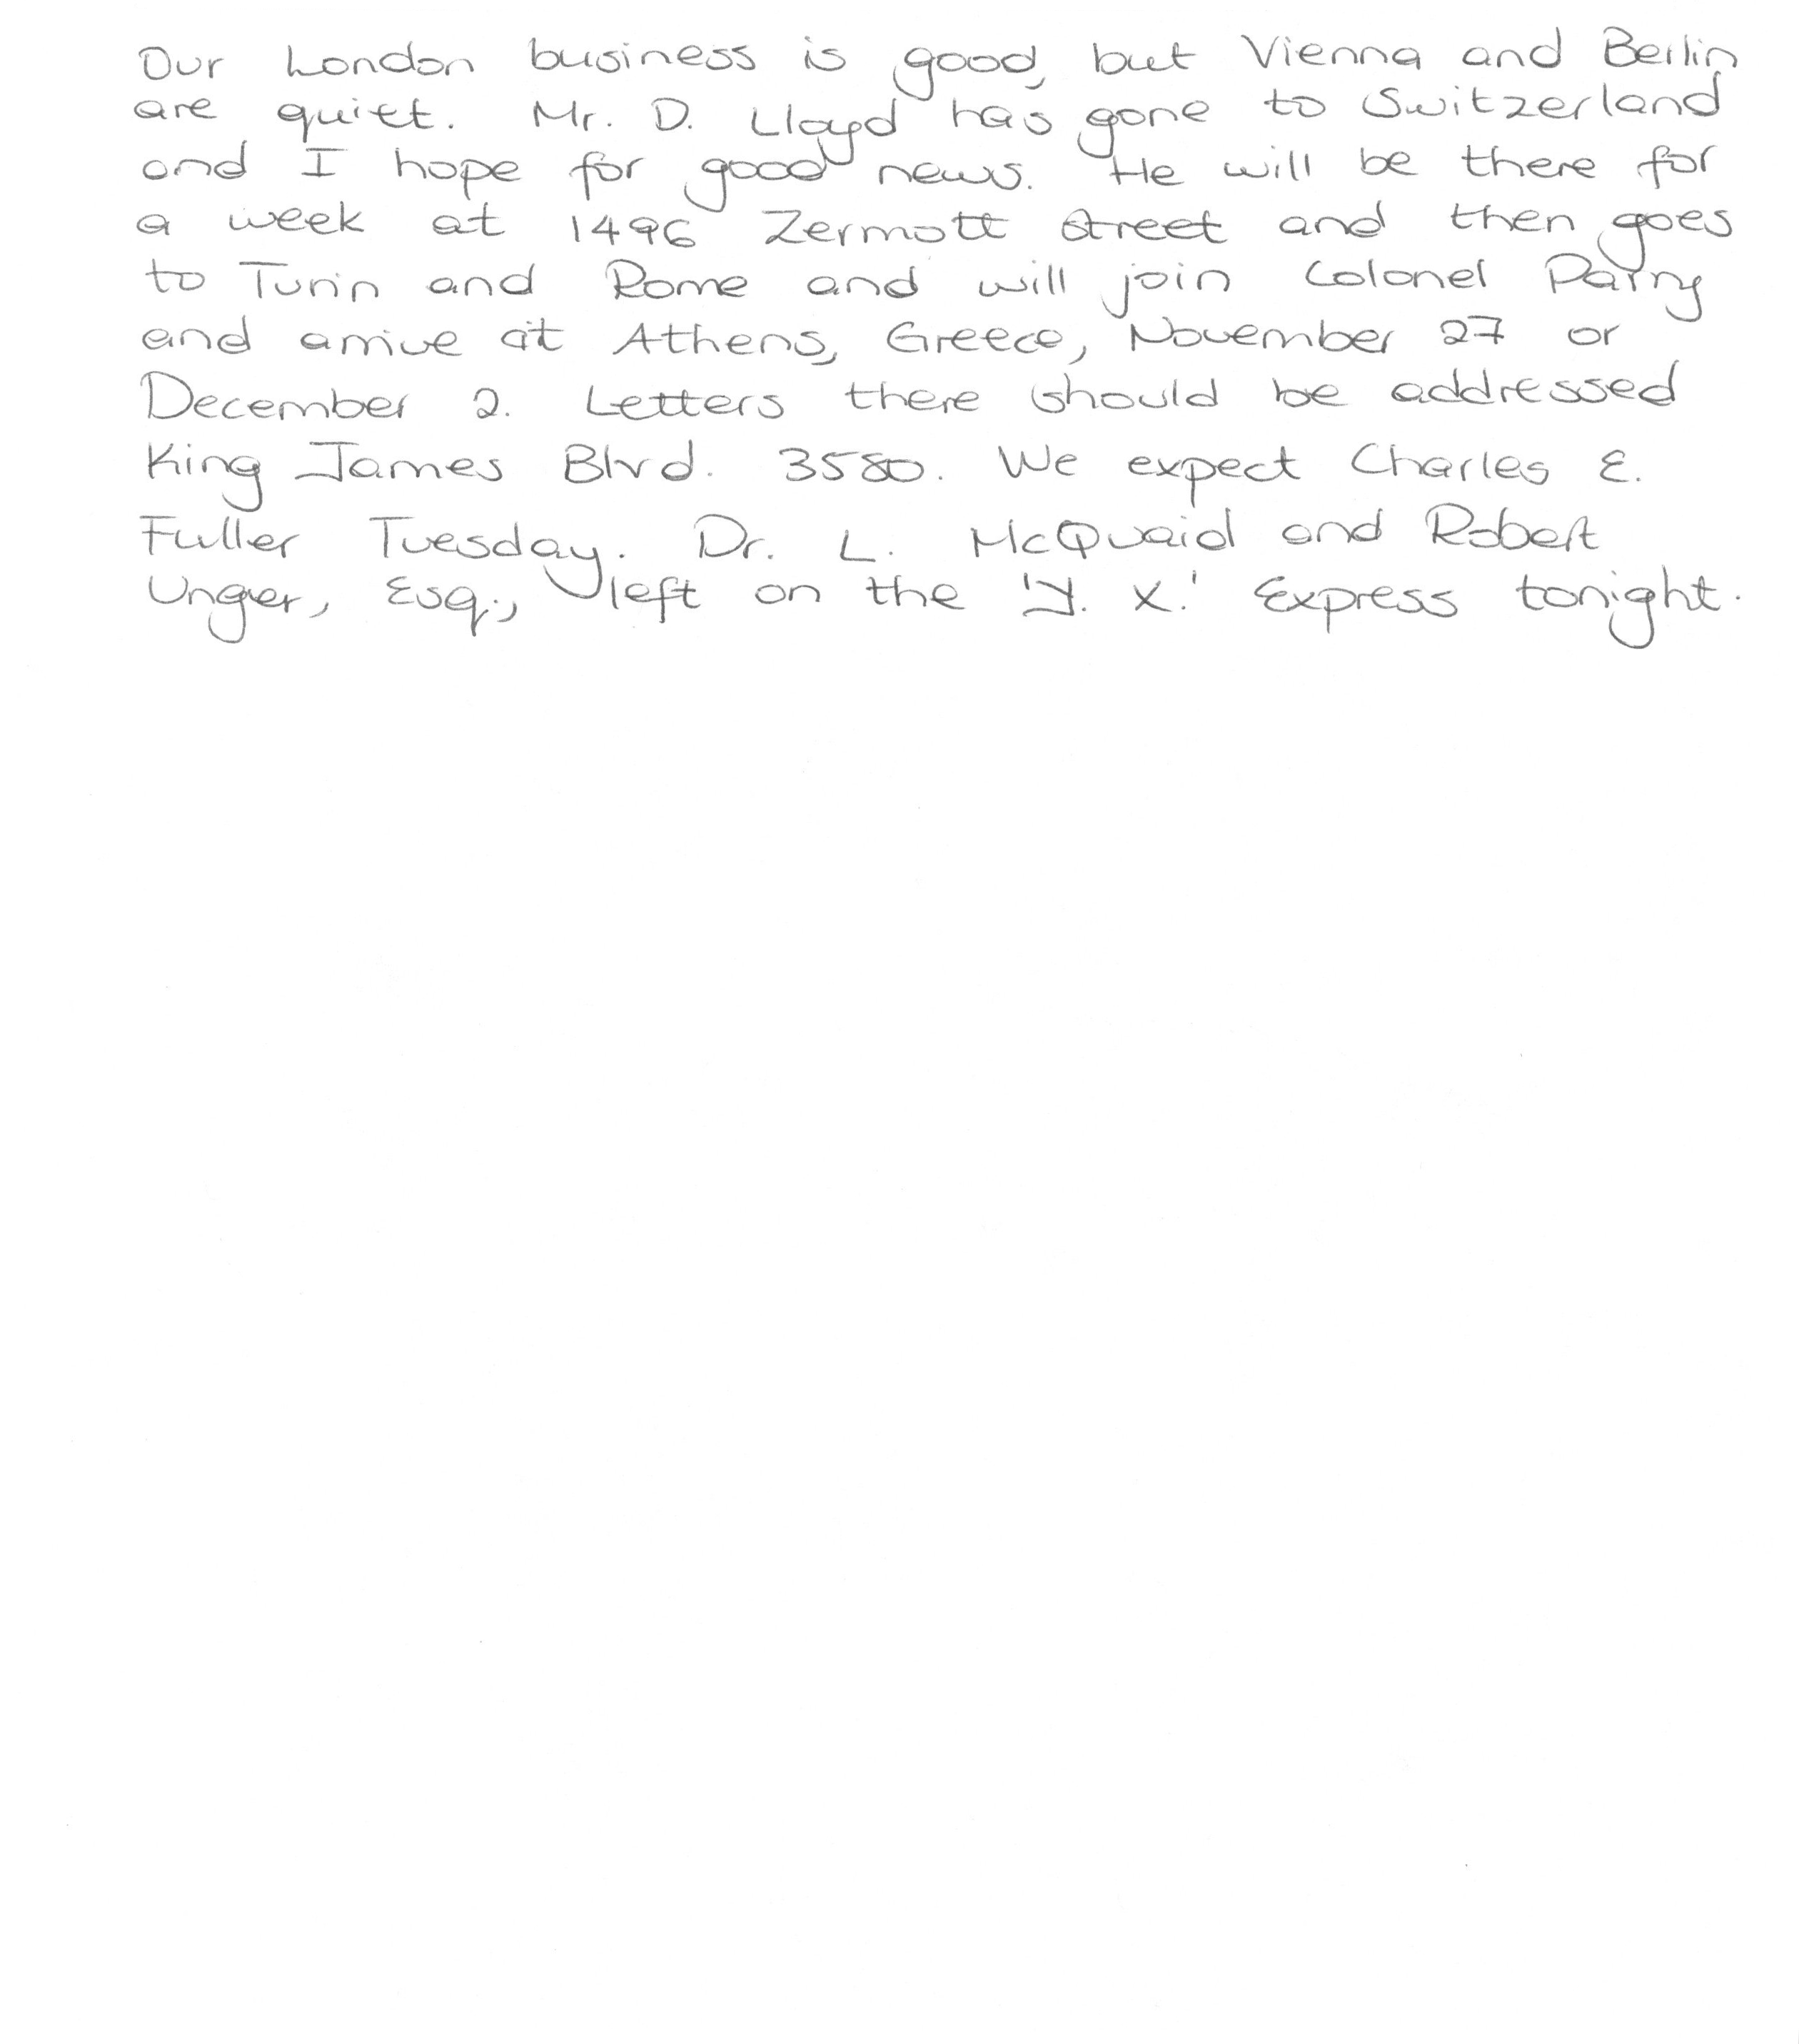 Our London business is good, but Vienna and Berlin
are quiet. Mr. D. Lloyd has gone to Switzerland
and I hope for good news. He will be there for
a week at 1496 Zermott street and then goes
to Turin and Rome and will join Colonel Parry
and arrive at Athens, Greece, November 27 or
December 2. Letters there should be addressed
King James Blvd. 3580. We expect Charles E.
Fuller Tuesday. Dr. L. McQuaid and Robert
Unger, Esq., left on the 'Y. X.' Express tonight.